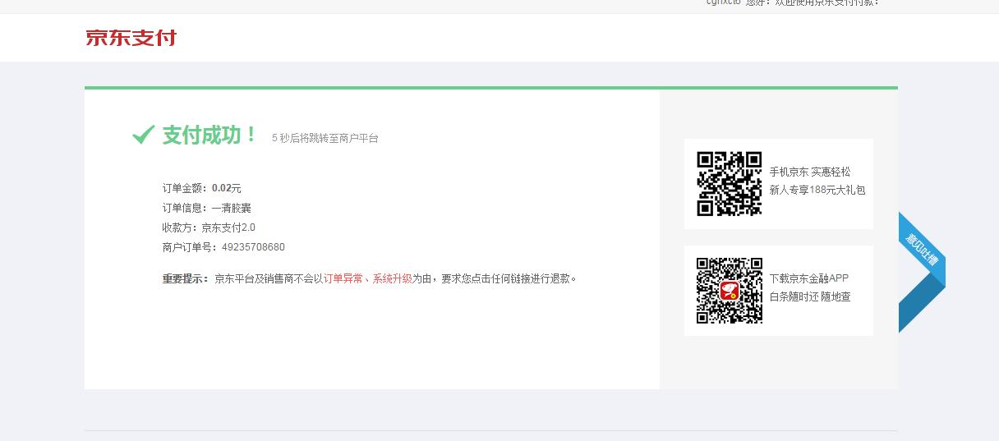 您好！欢迎使用京东支付付款！
京东支付
支付成功！ 5 秒后将跳转至商户平台
订单金额：0.02元
订单信息：一清胶囊
收款方：京东支付2.0
商户订单号：49235708680
重要提示：京东平台及销售商不会以订单异常、系统升级为由，要求您点击任何链接进行退款。
手机京东 实惠轻松
新人专享188元大礼包
下载京东金融APP
白条随时还 随地查
意见吐槽